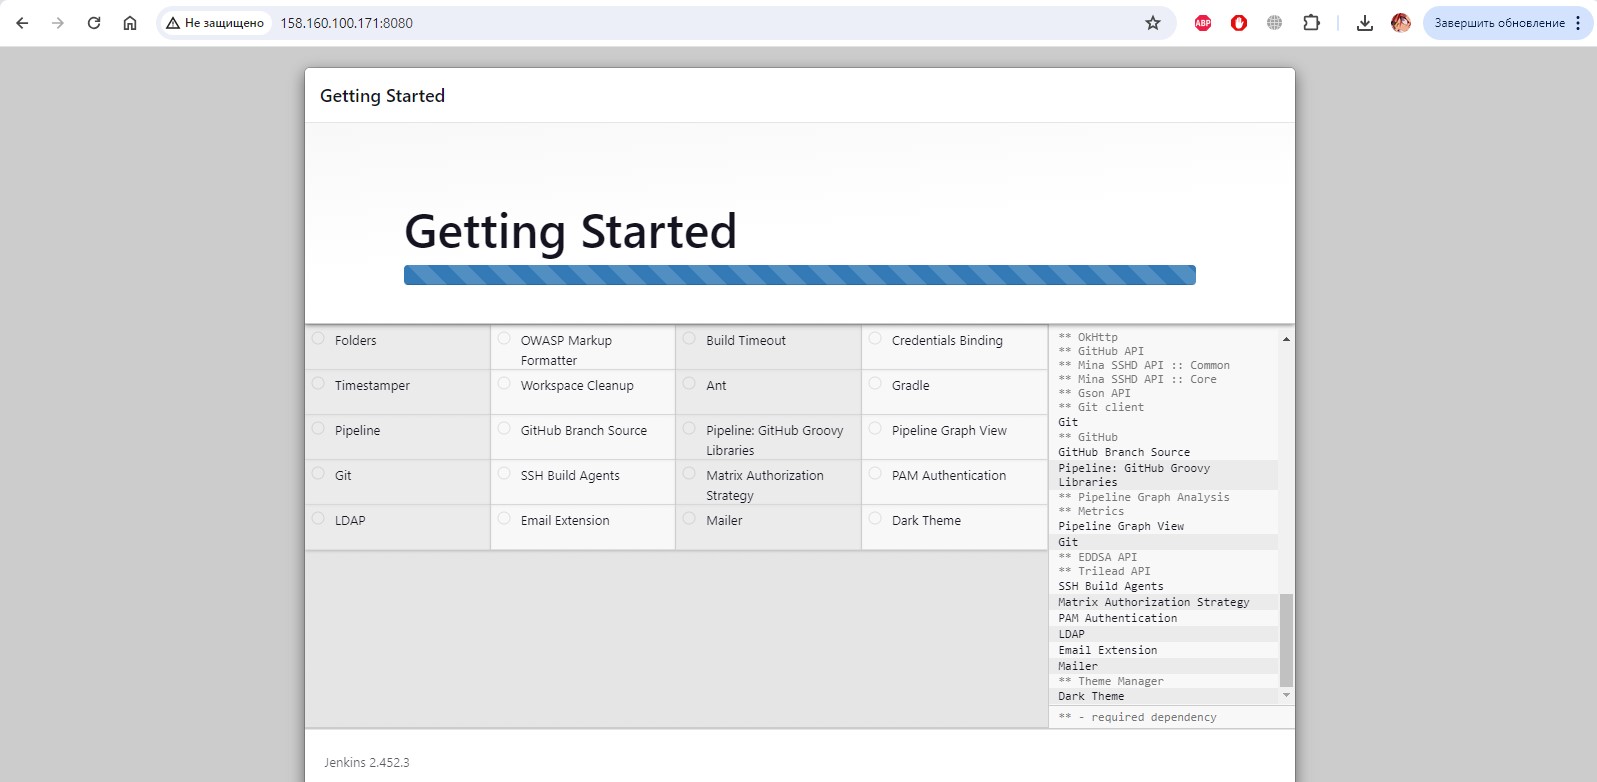 Не защищено
158.160.100.171:8080
ABP
Завершить обновление
Getting Started
Getting Started
Folders
OWASP Markup
Formatter
Build Timeout
Credentials Binding
Timestamper
Workspace Cleanup
Ant
Gradle
Pipeline
GitHub Branch Source
Pipeline: GitHub Groovy
Libraries
Pipeline Graph View
Git
SSH Build Agents
Matrix Authorization
Strategy
PAM Authentication
LDAP
Email Extension
Mailer
Dark Theme
** OkHttp
** GitHub API
** Mina SSHD API :: Common
** Mina SSHD API :: Core
** Gson API
** Git client
Git
** GitHub
GitHub Branch Source
Pipeline: GitHub Groovy
Libraries
** Pipeline Graph Analysis
** Metrics
Pipeline Graph View
Git
** EDDSA API
** Trilead API
SSH Build Agents
Matrix Authorization Strategy
PAM Authentication
LDAP
Email Extension
Mailer
** Theme Manager
Dark Theme
** - required dependency
Jenkins 2.452.3